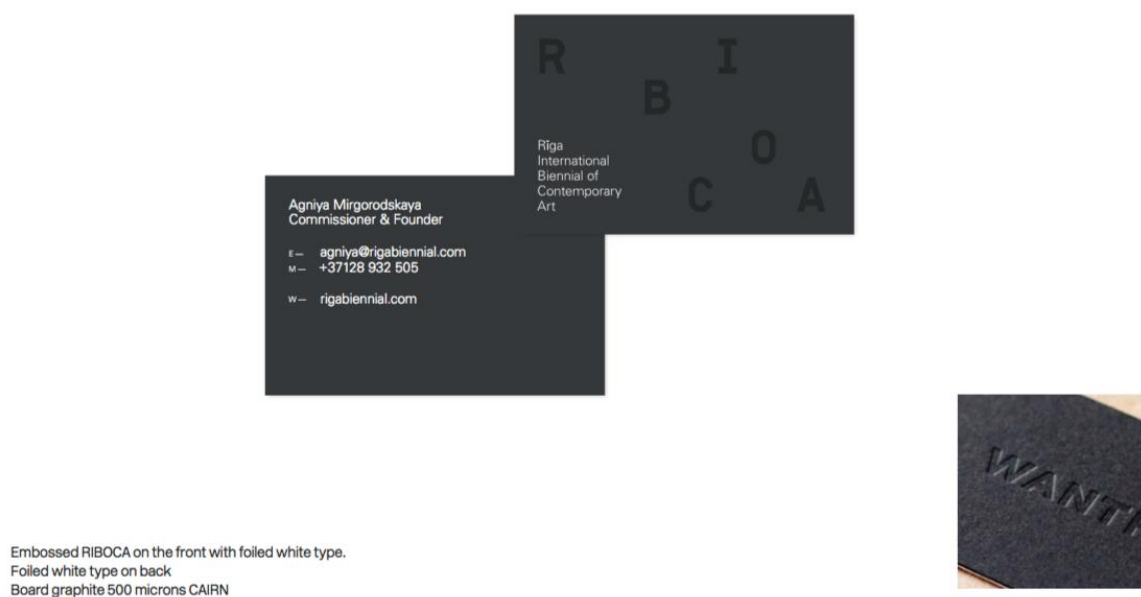 R I
B
O
C A
Rīga
International
Biennial of
Contemporary
Art
Agniya Mirgorodskaya
Commissioner & Founder
E— agniya@rigabiennial.com
M— +37128 932 505
W— rigabiennial.com
WANT
Embossed RIBOCA on the front with foiled white type.
Foiled white type on back
Board graphite 500 microns CAIRN